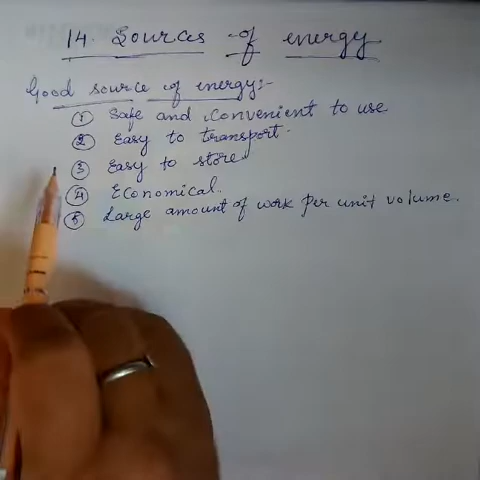 14. Sources of energy
Good source of energy:-
① Safe and convenient to use
② Easy to transport.
③ Easy to store
④ Economical.
⑤ Large amount of work per unit volume.